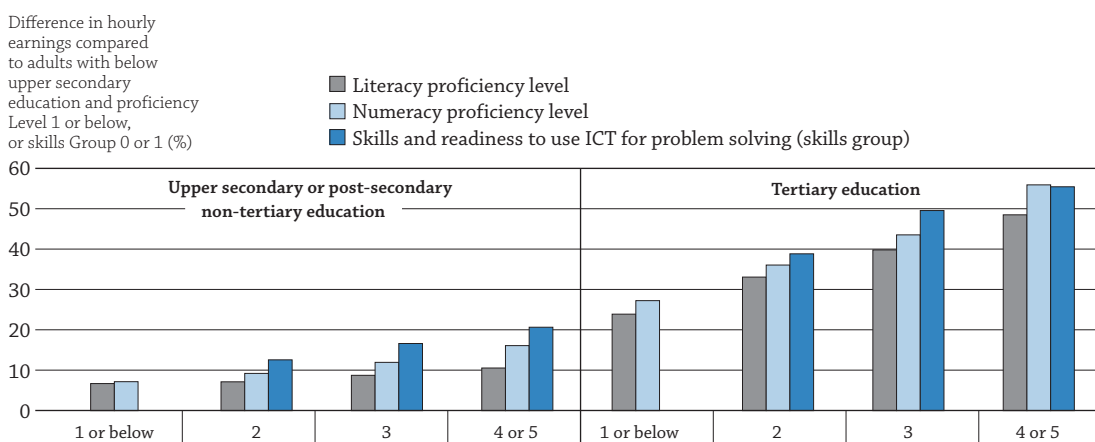 Difference in hourly
earnings compared
to adults with below
upper secondary
education and proficiency
Level 1 or below,
or skills Group 0 or 1 (%)
Literacy proficiency level
Numeracy proficiency level
Skills and readiness to use ICT for problem solving (skills group)
60
50
40
30
20
10
0
Upper secondary or post-secondary
non-tertiary education
Tertiary education
1 or below
2
3
4 or 5
1 or below
2
3
4 or 5